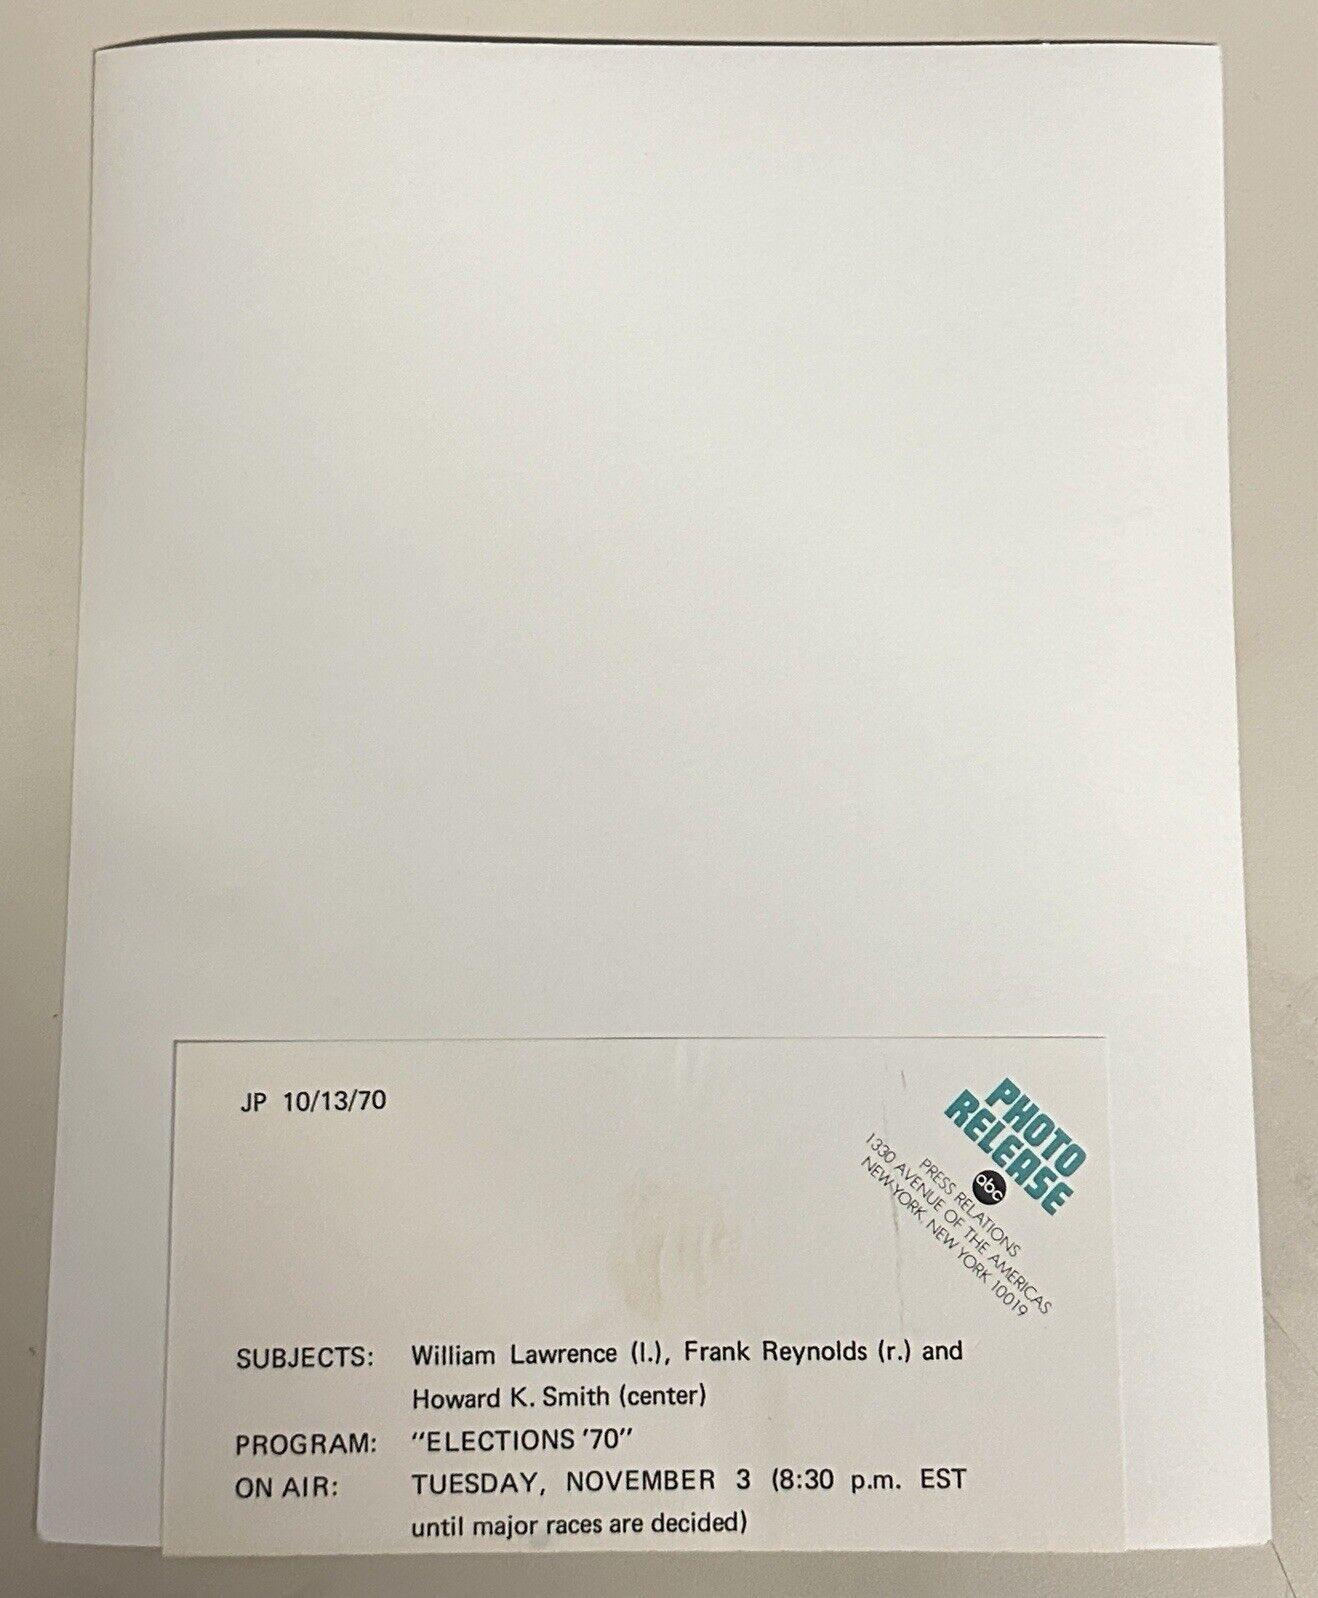 JP 10/13/70
PHOTO
RELEASE
abc
PRESS RELATIONS
1330 AVENUE OF THE AMERICAS
NEW YORK, NEW YORK 10019
SUBJECTS: William Lawrence (l.), Frank Reynolds (r.) and
Howard K. Smith (center)
PROGRAM: "ELECTIONS '70"
ON AIR: TUESDAY, NOVEMBER 3 (8:30 p.m. EST
until major races are decided)